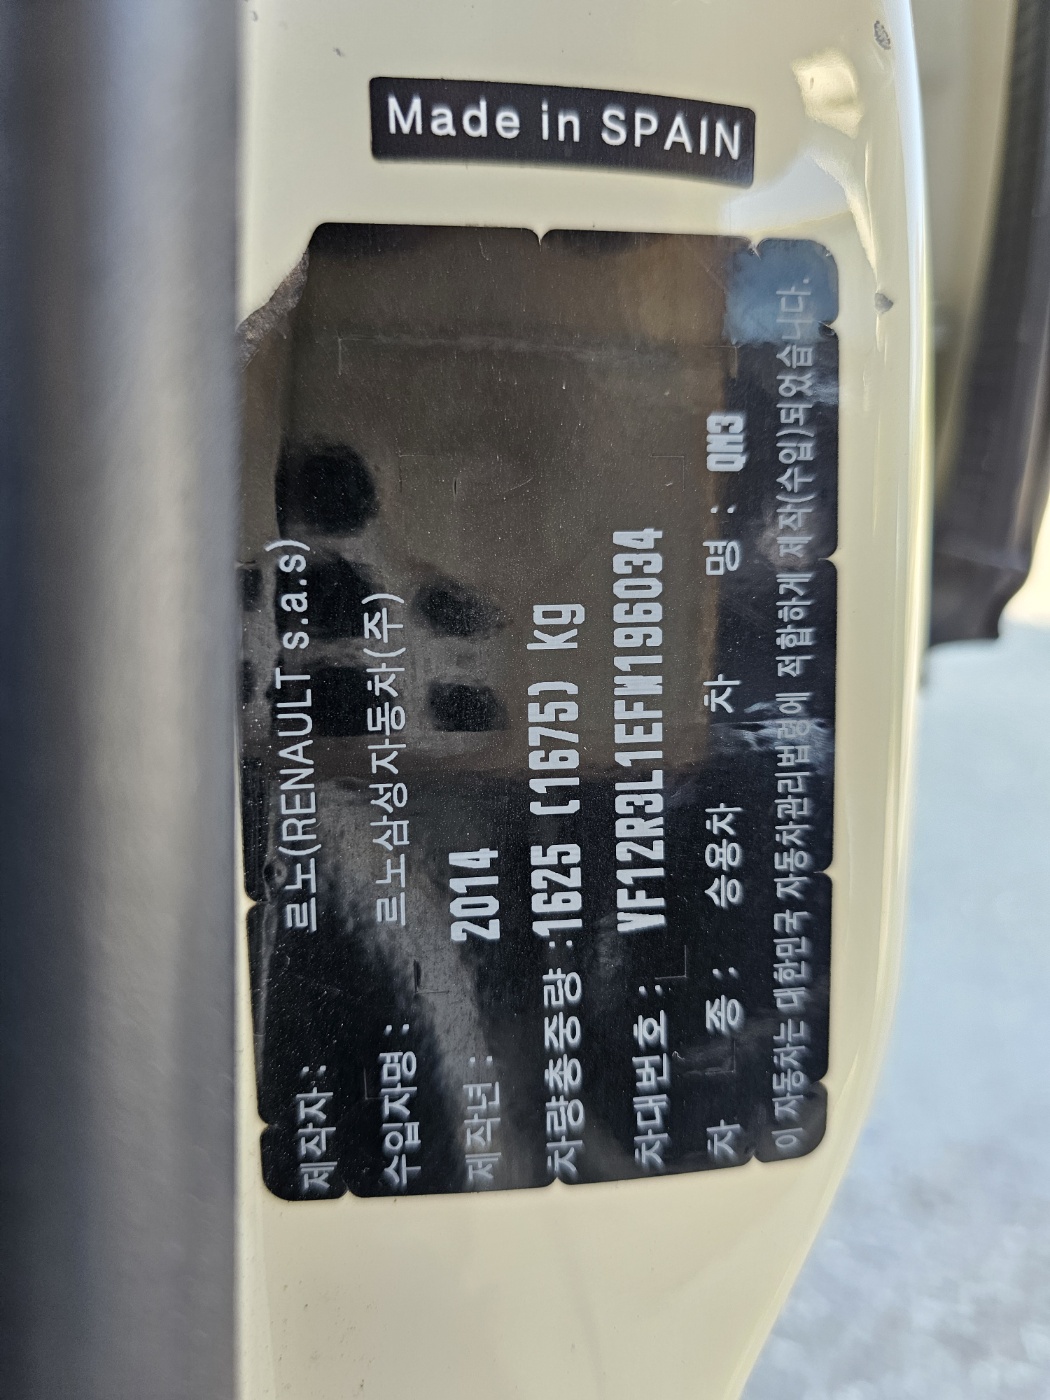 Made in SPAIN
제작자 : 르노(RENAULT s.a.s)
수입자명 : 르노삼성자동차(주)
제작년 : 2014
차량총중량 :1625 (1675) kg
차대번호 : VF12R3L1EFW196034
차 종 : 승용차 차 명 : QM3
이 자동차는 대한민국 자동차관리법령에 적합하게 제작(수입)되었습니다.